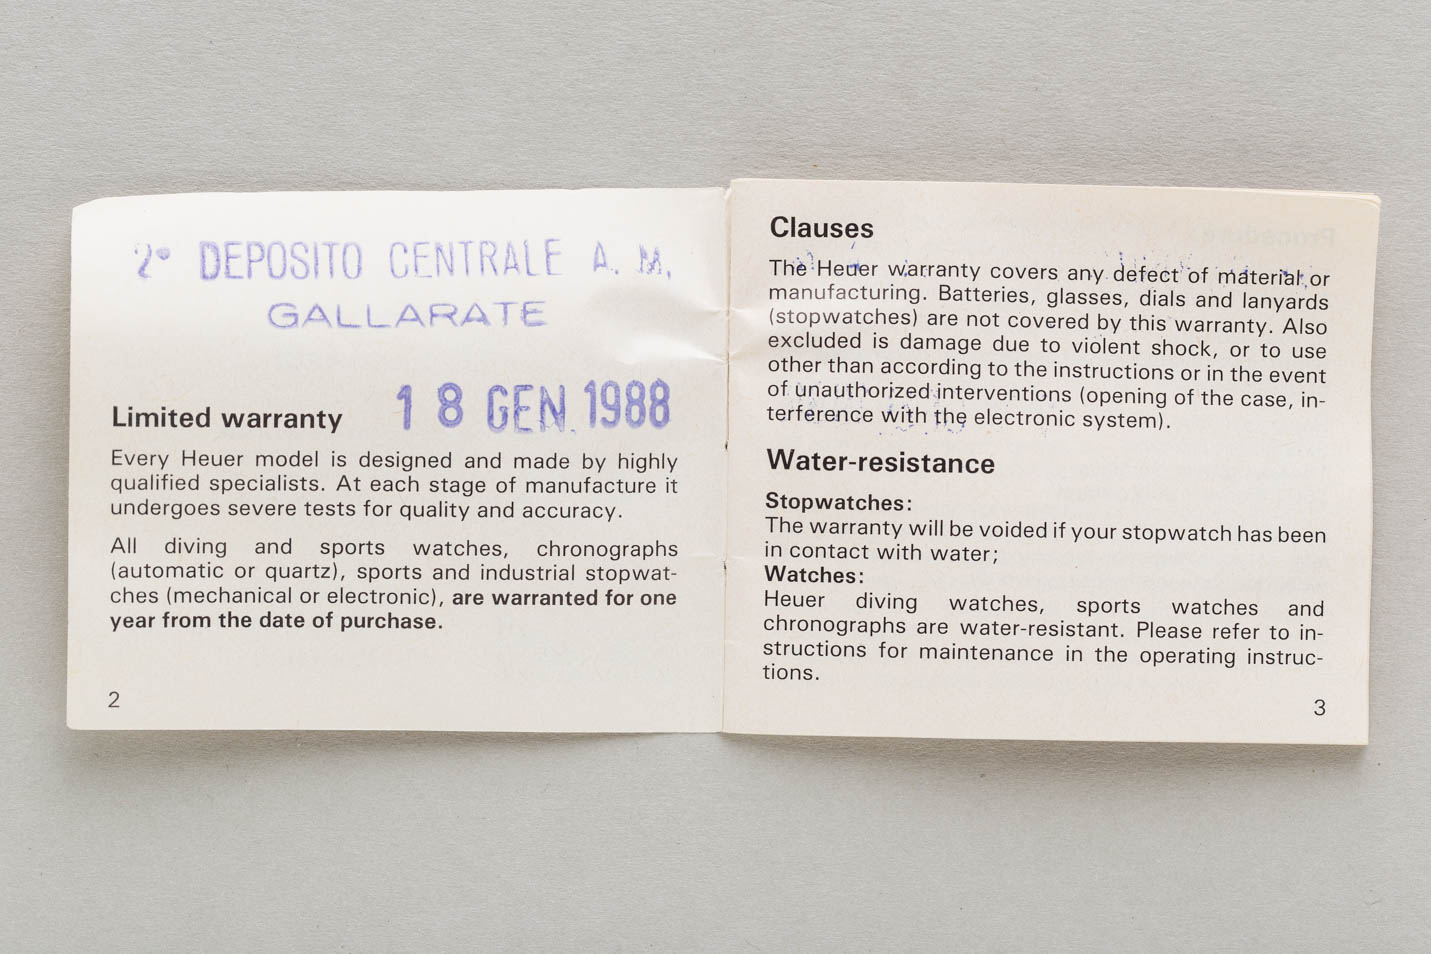 2° DEPOSITO CENTRALE A. M.
GALLARATE
18 GEN. 1988
Limited warranty
Every Heuer model is designed and made by highly
qualified specialists. At each stage of manufacture it
undergoes severe tests for quality and accuracy.
All diving and sports watches, chronographs
(automatic or quartz), sports and industrial stopwat-
ches (mechanical or electronic), are warranted for one
year from the date of purchase.
2
Clauses
The Heuer warranty covers any defect of material or
manufacturing. Batteries, glasses, dials and lanyards
(stopwatches) are not covered by this warranty. Also
excluded is damage due to violent shock, or to use
other than according to the instructions or in the event
of unauthorized interventions (opening of the case, in-
terference with the electronic system).
Water-resistance
Stopwatches:
The warranty will be voided if your stopwatch has been
in contact with water;
Watches:
Heuer diving watches, sports watches and
chronographs are water-resistant. Please refer to in-
structions for maintenance in the operating instruc-
tions.
3